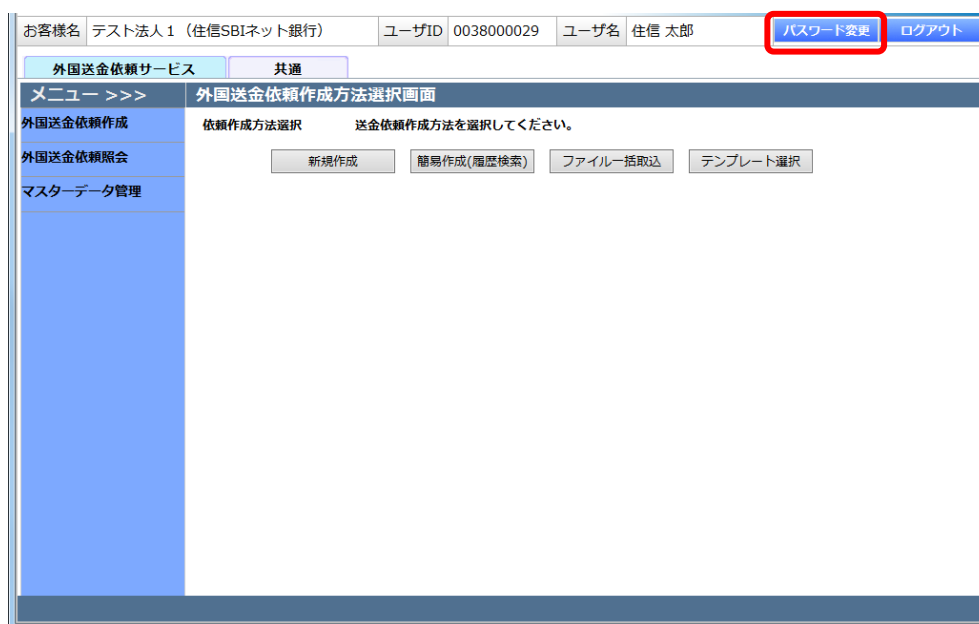 お客様名 テスト法人1（住信SBIネット銀行） ユーザID 0038000029 ユーザ名 住信 太郎 パスワード変更 ログアウト
外国送金依頼サービス 共通
メニュー >>> 外国送金依頼作成方法選択画面
外国送金依頼作成 依頼作成方法選択 送金依頼作成方法を選択してください。
外国送金依頼照会 新規作成 簡易作成(履歴検索) ファイル一括取込 テンプレート選択
マスターデータ管理